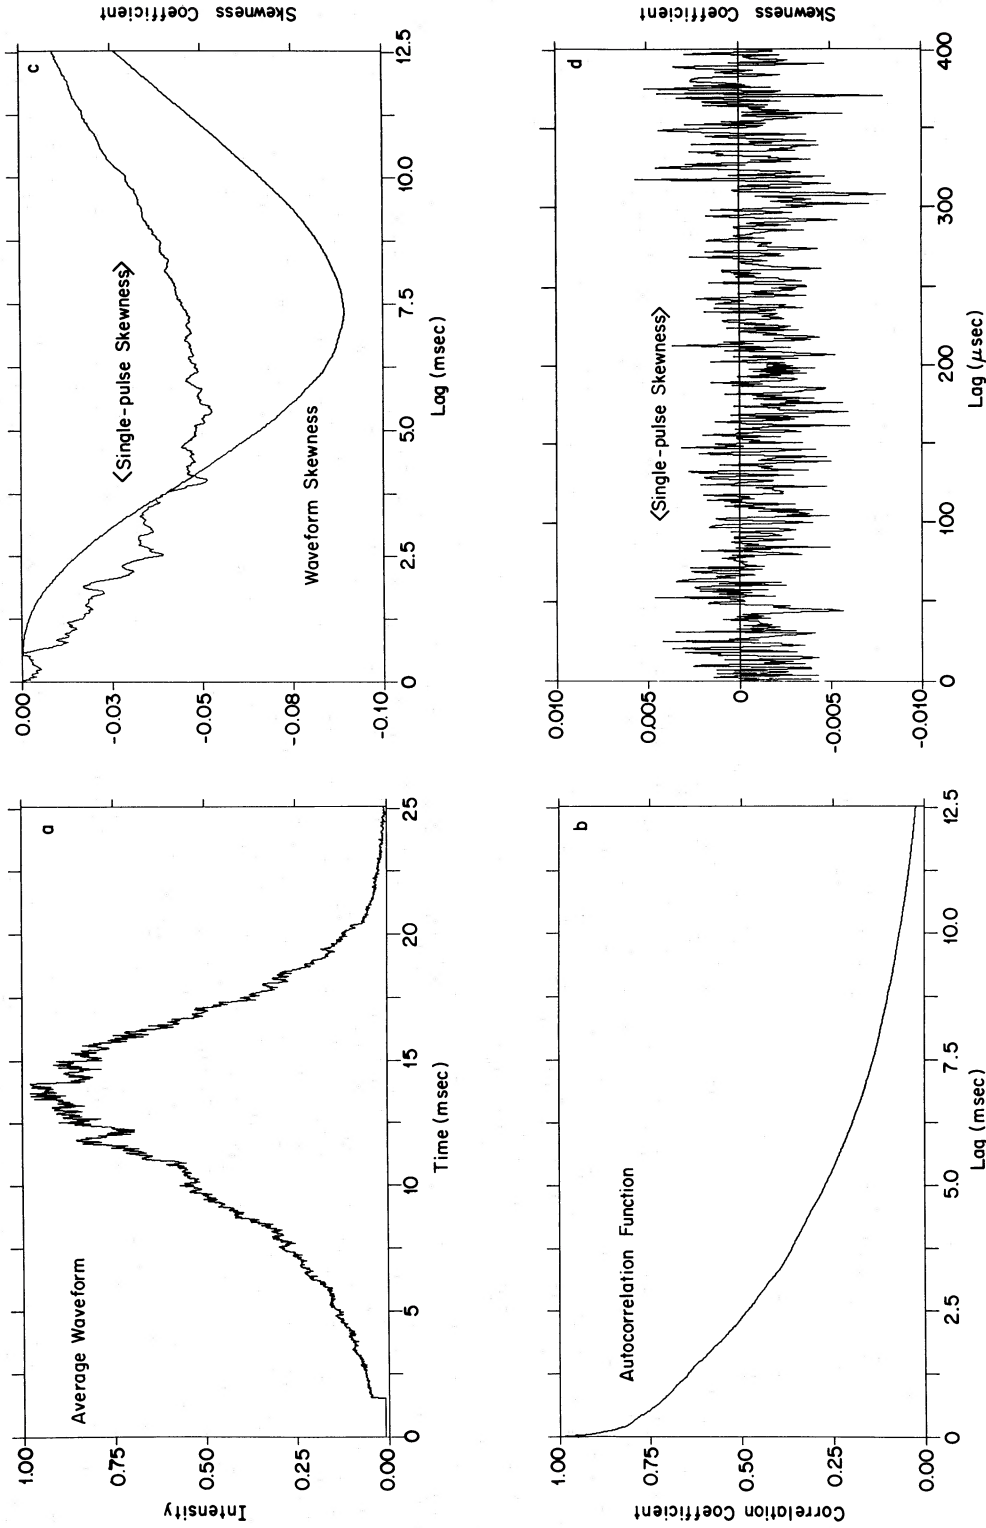 a
Average Waveform
Intensity
1.00
0.75
0.50
0.25
0.00
0
5
10
15
20
25
Time (msec)
b
Autocorrelation Function
Correlation Coefficient
1.00
0.75
0.50
0.25
0.00
0
2.5
5.0
7.5
10.0
12.5
Lag (msec)
c
<Single-pulse Skewness>
Waveform Skewness
Skewness Coefficient
0.00
-0.03
-0.05
-0.08
-0.10
0
2.5
5.0
7.5
10.0
12.5
Lag (msec)
d
<Single-pulse Skewness>
Skewness Coefficient
0.010
0.005
0
-0.005
-0.010
0
100
200
300
400
Lag (μsec)